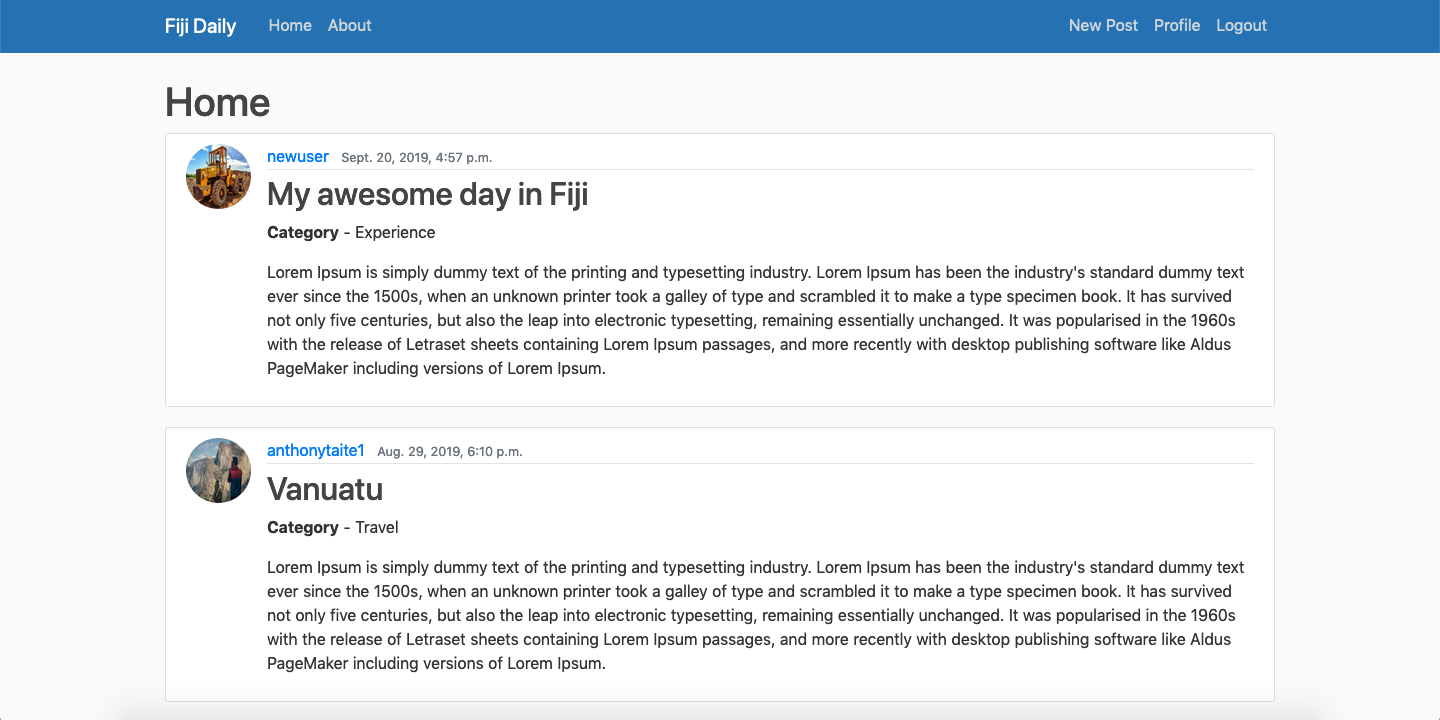 Fiji Daily Home About New Post Profile Logout
Home
newuser Sept. 20, 2019, 4:57 p.m.
My awesome day in Fiji
Category - Experience
Lorem Ipsum is simply dummy text of the printing and typesetting industry. Lorem Ipsum has been the industry's standard dummy text
ever since the 1500s, when an unknown printer took a galley of type and scrambled it to make a type specimen book. It has survived
not only five centuries, but also the leap into electronic typesetting, remaining essentially unchanged. It was popularised in the 1960s
with the release of Letraset sheets containing Lorem Ipsum passages, and more recently with desktop publishing software like Aldus
PageMaker including versions of Lorem Ipsum.
anthonytaite1 Aug. 29, 2019, 6:10 p.m.
Vanuatu
Category - Travel
Lorem Ipsum is simply dummy text of the printing and typesetting industry. Lorem Ipsum has been the industry's standard dummy text
ever since the 1500s, when an unknown printer took a galley of type and scrambled it to make a type specimen book. It has survived
not only five centuries, but also the leap into electronic typesetting, remaining essentially unchanged. It was popularised in the 1960s
with the release of Letraset sheets containing Lorem Ipsum passages, and more recently with desktop publishing software like Aldus
PageMaker including versions of Lorem Ipsum.